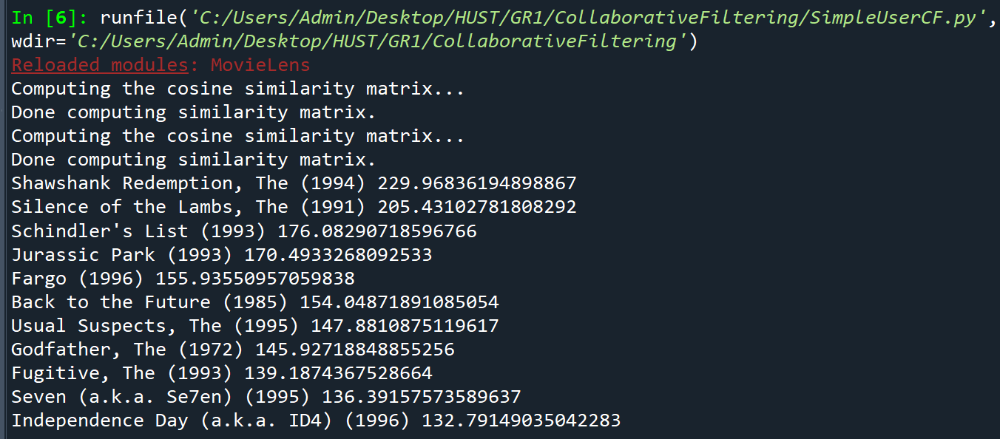 In [6]: runfile('C:/Users/Admin/Desktop/HUST/GR1/CollaborativeFiltering/SimpleUserCF.py',
wdir='C:/Users/Admin/Desktop/HUST/GR1/CollaborativeFiltering')
Reloaded modules: MovieLens
Computing the cosine similarity matrix...
Done computing similarity matrix.
Computing the cosine similarity matrix...
Done computing similarity matrix.
Shawshank Redemption, The (1994) 229.96836194898867
Silence of the Lambs, The (1991) 205.43102781808292
Schindler's List (1993) 176.08290718596766
Jurassic Park (1993) 170.4933268092533
Fargo (1996) 155.93550957059838
Back to the Future (1985) 154.04871891085054
Usual Suspects, The (1995) 147.8810875119617
Godfather, The (1972) 145.92718848855256
Fugitive, The (1993) 139.1874367528664
Seven (a.k.a. Se7en) (1995) 136.39157573589637
Independence Day (a.k.a. ID4) (1996) 132.79149035042283